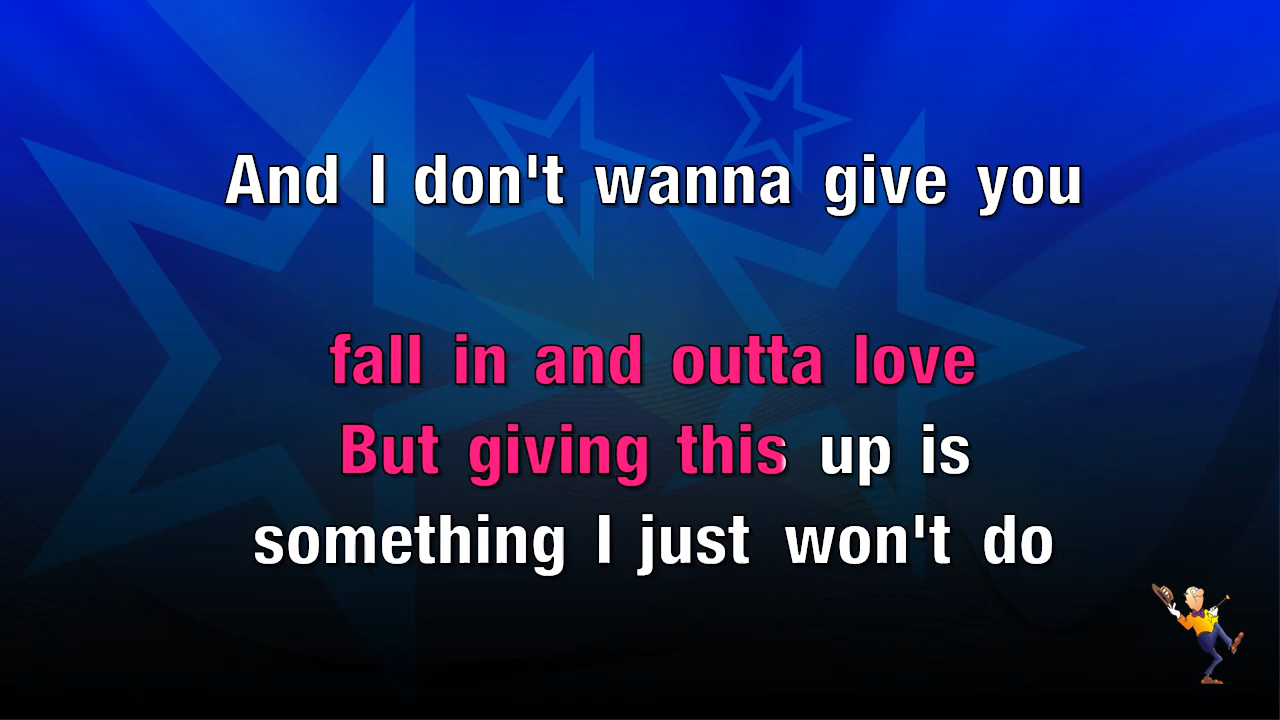 And I don't wanna give you
fall in and outta love
But giving this up is
something I just won't do